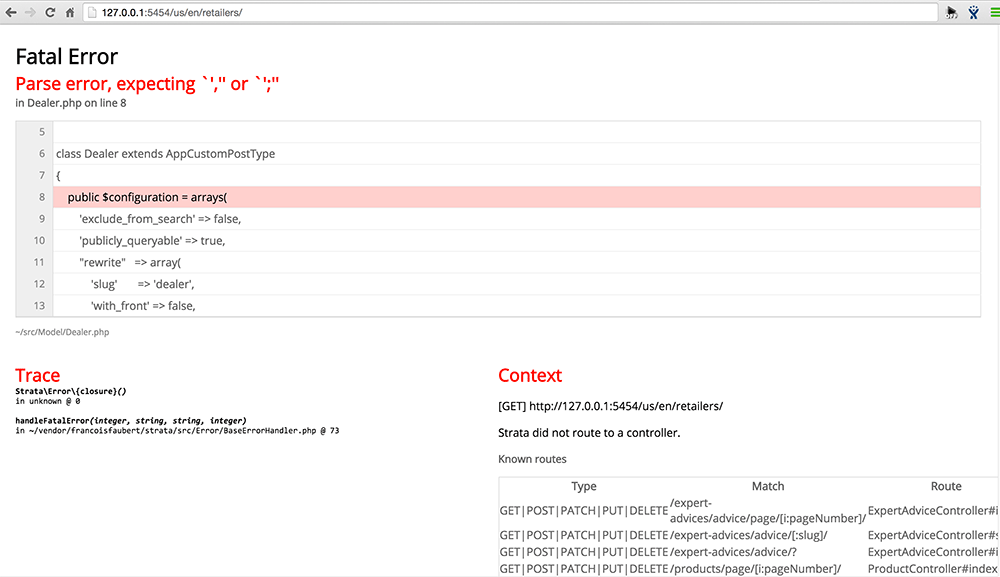 127.0.0.1:5454/us/en/retailers/
Fatal Error
Parse error, expecting `'," or `';"
in Dealer.php on line 8
5
6 class Dealer extends AppCustomPostType
7 {
8 public $configuration = arrays(
9 'exclude_from_search' => false,
10 'publicly_queryable' => true,
11 "rewrite" => array(
12 'slug' => 'dealer',
13 'with_front' => false,
~/src/Model/Dealer.php
Trace
Strata\Error\{closure}()
in unknown @ 0
handleFatalError(integer, string, string, integer)
in ~/vendor/francoisfaubert/strata/src/Error/BaseErrorHandler.php @ 73
Context
[GET] http://127.0.0.1:5454/us/en/retailers/
Strata did not route to a controller.
Known routes
Type Match Route
GET|POST|PATCH|PUT|DELETE /expert-
advices/advice/page/[i:pageNumber]/ ExpertAdviceController#i
GET|POST|PATCH|PUT|DELETE /expert-advices/advice/[:slug]/ ExpertAdviceController#s
GET|POST|PATCH|PUT|DELETE /expert-advices/advice/? ExpertAdviceController#i
GET|POST|PATCH|PUT|DELETE /products/page/[i:pageNumber]/ ProductController#index